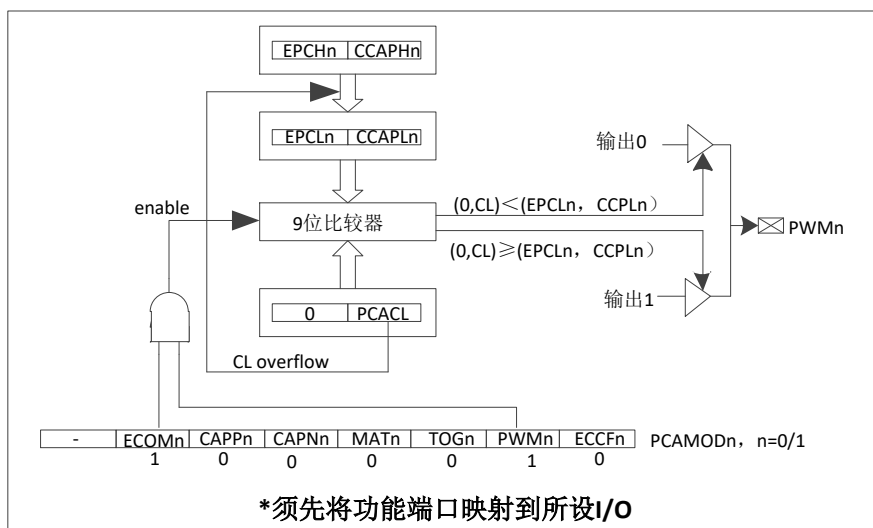 EPCHn CCAPHn
EPCLn CCAPLn
输出0
enable
9位比较器
(0,CL)＜(EPCLn，CCPLn）
PWMn
(0,CL)≥(EPCLn，CCPLn)
输出1
0 PCACL
CL overflow
- ECOMn CAPPn CAPNn MATn TOGn PWMn ECCFn PCAMODn，n=0/1
1 0 0 0 0 1 0
*须先将功能端口映射到所设I/O